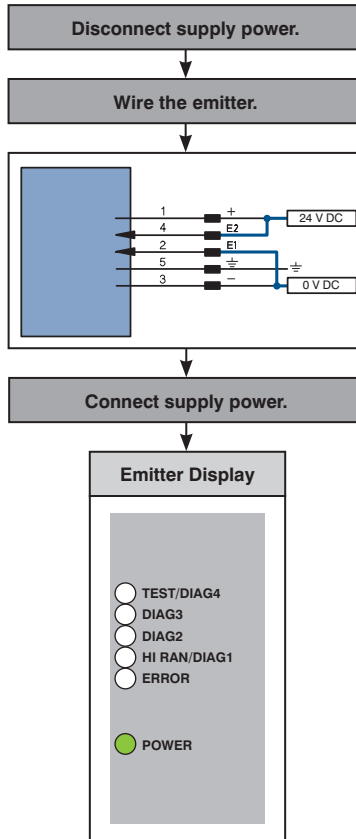 Disconnect supply power.
Wire the emitter.
1 +
24 V DC
4 E2
2 E1
5
3 –
0 V DC
Connect supply power.
Emitter Display
TEST/DIAG4
DIAG3
DIAG2
HI RAN/DIAG1
ERROR
POWER